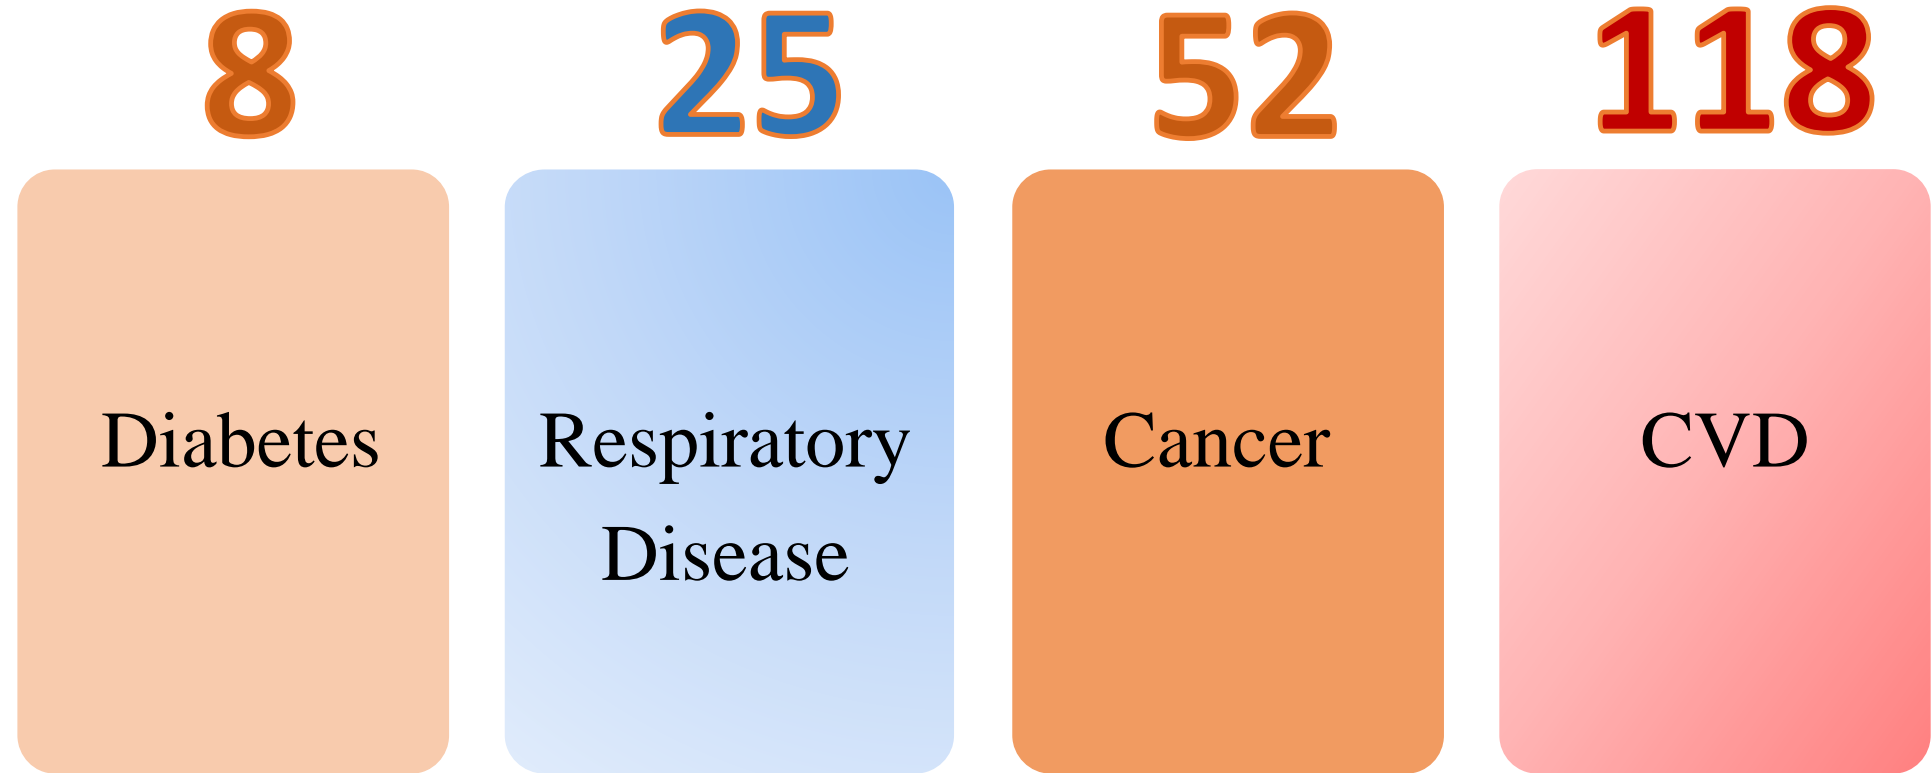 8 25 52 118
Diabetes
Respiratory
Disease
Cancer
CVD